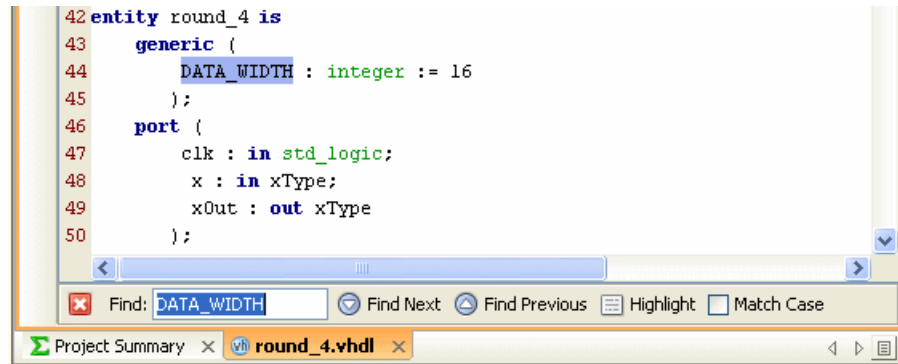 42 entity round_4 is
43 generic (
44 DATA_WIDTH : integer := 16
45 );
46 port (
47 clk : in std_logic;
48 x : in xType;
49 xOut : out xType
50 );
Find: DATA_WIDTH Find Next Find Previous Highlight Match Case
Σ Project Summary × vh round_4.vhdl ×